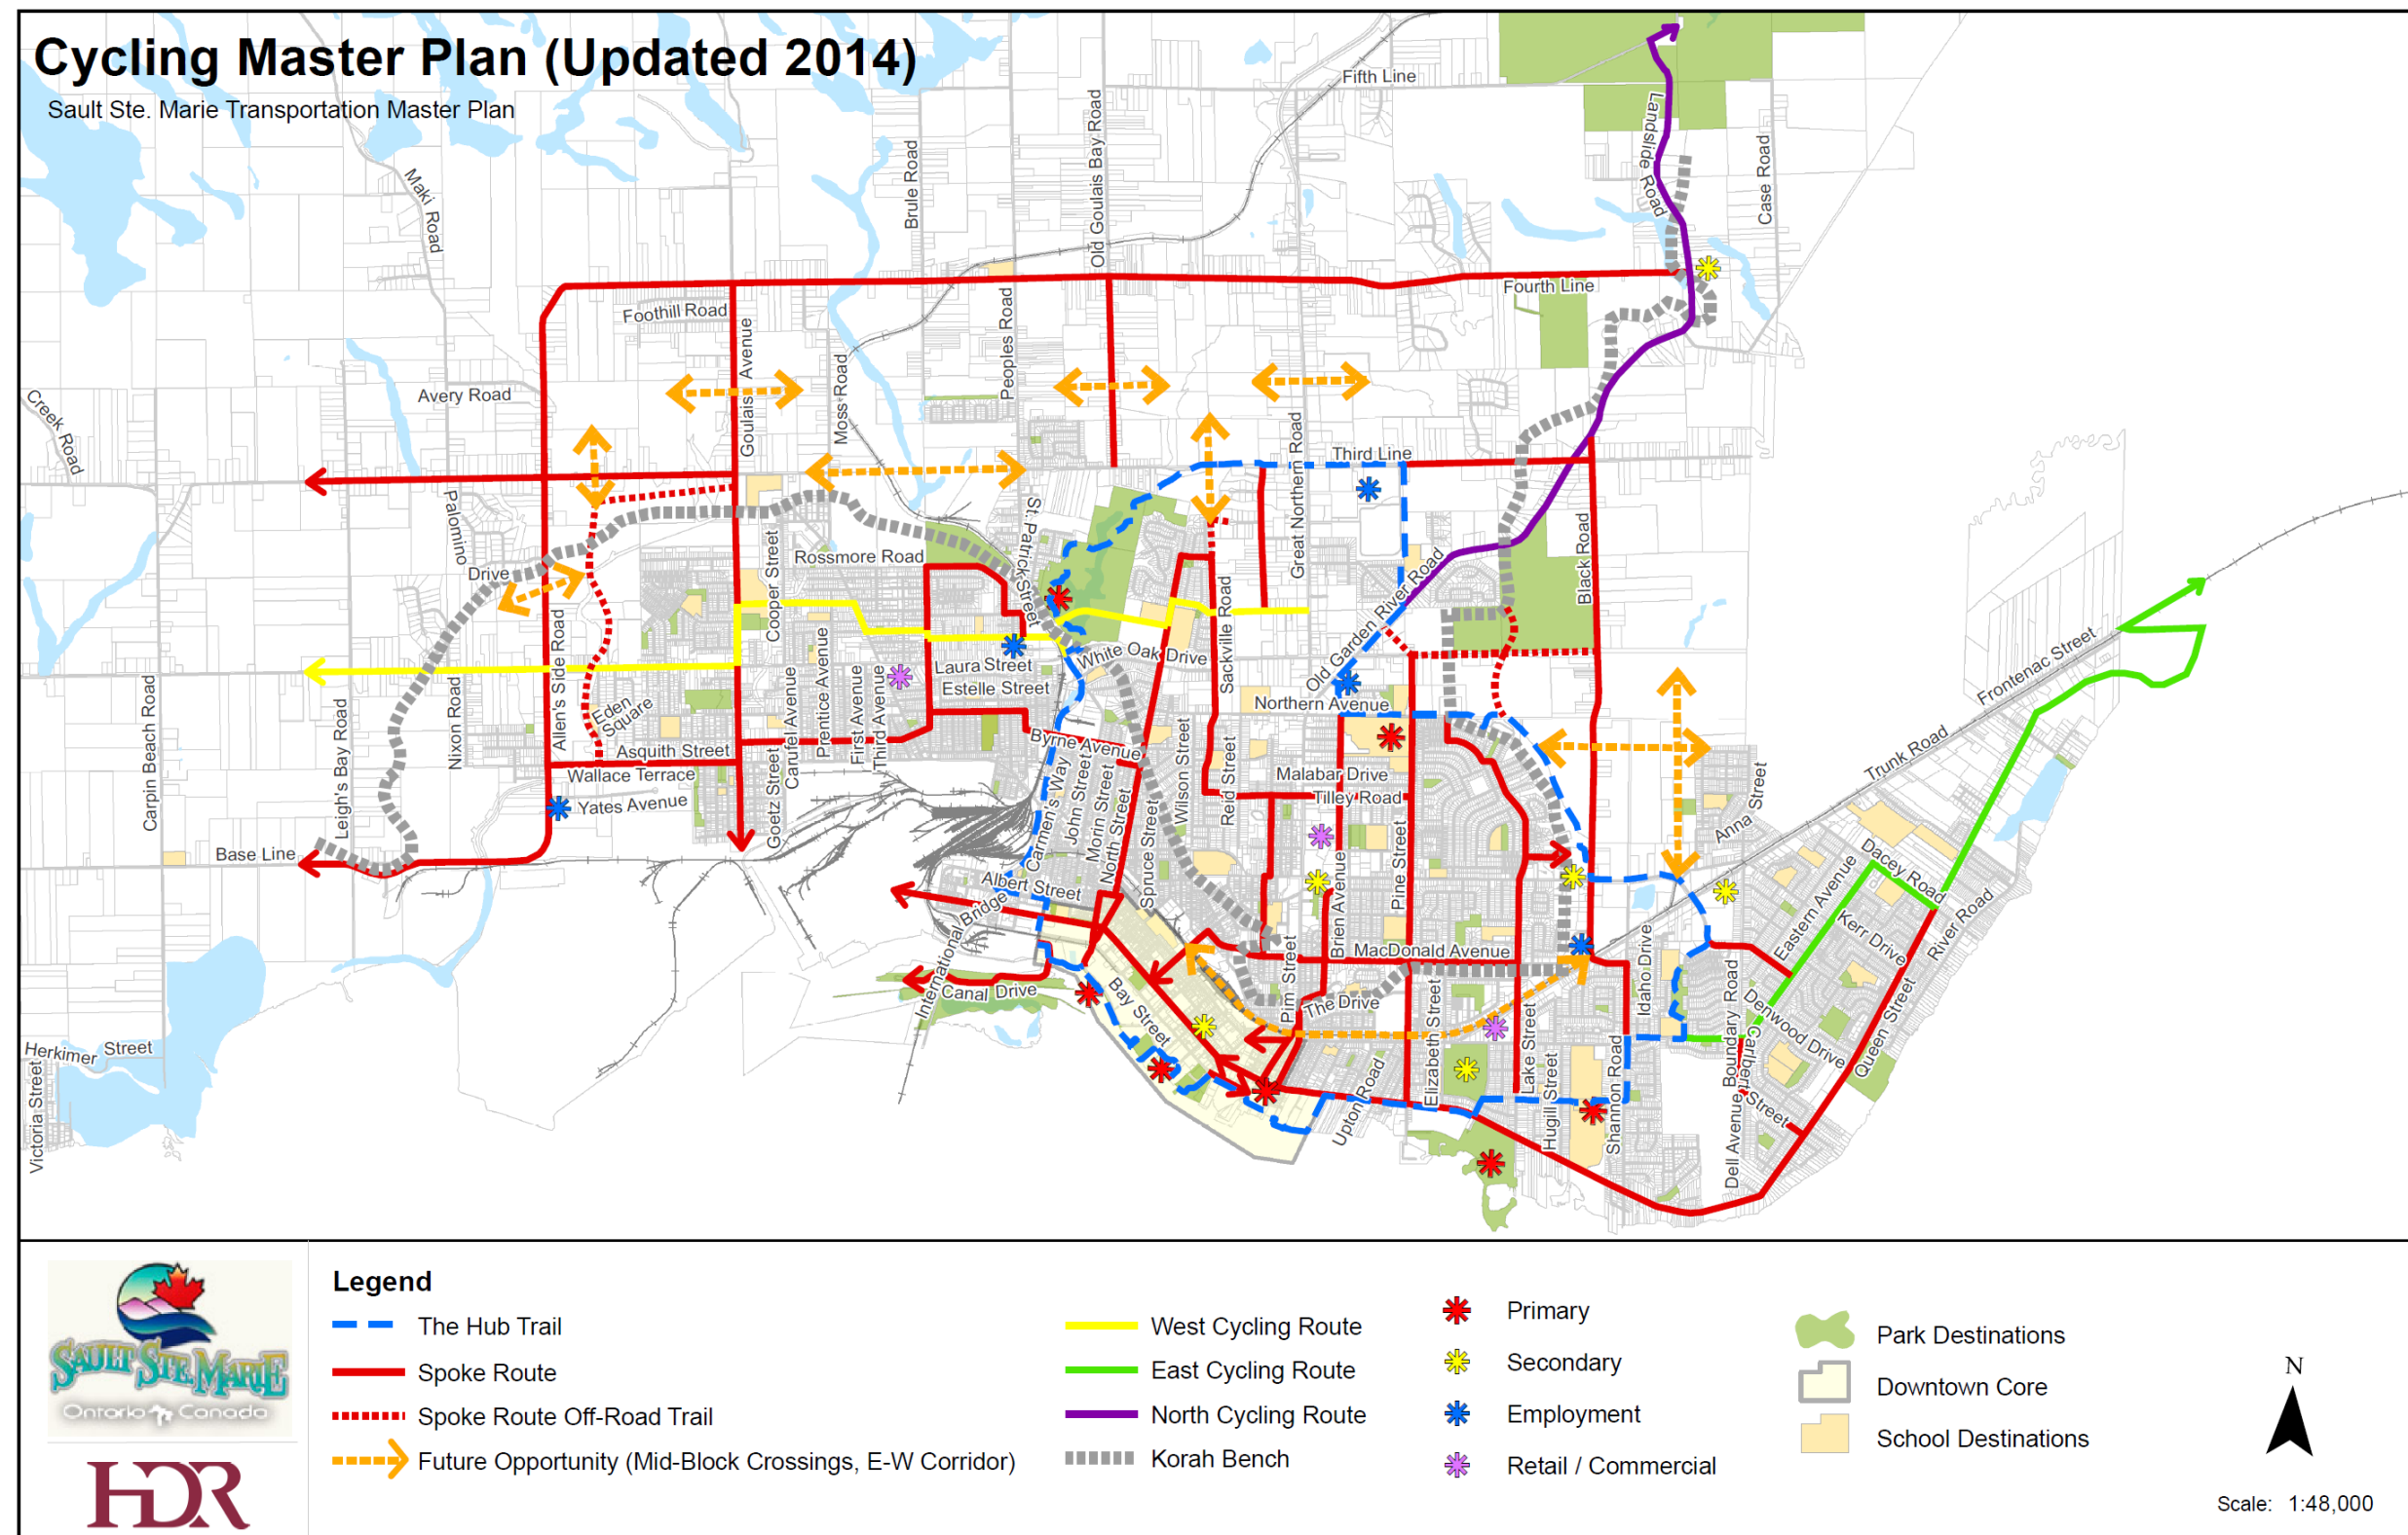 Cycling Master Plan (Updated 2014)
Sault Ste. Marie Transportation Master Plan
Fifth Line
Landslide Road
Case Road
Old Goulais Bay Road
Brule Road
Maki Road
Fourth Line
Foothill Road
Goulais Avenue
Peoples Road
Moss Road
Avery Road
Creek Road
Great Northern Road
Third Line
Palomino
Drive
St. Patrick Street
Rossmore Road
Cooper Street
Black Road
Old Garden River Road
Sackville Road
White Oak Drive
Laura Street
Estelle Street
Allen's Side Road
Carpin Beach Road
Leigh's Bay Road
Nixon Road
Eden
Square
Carufel Avenue
Prentice Avenue
First Avenue
Third Avenue
Northern Avenue
Frontenac Street
Trunk Road
Asquith Street
Wallace Terrace
Yates Avenue
Goetz Street
Byrne Avenue
Carmen's Way
John Street
Morin Street
North Street
Spruce Street
Wilson Street
Reid Street
Malabar Drive
Tilley Road
Brien Avenue
Pine Street
Anna Street
Base Line
Albert Street
International Bridge
Canal Drive
Bay Street
Pim Street
The Drive
MacDonald Avenue
Elizabeth Street
Lake Street
Hugill Street
Shannon Road
Idaho Drive
Boundary Road
Dell Avenue
Carlbert Street
Denwood Drive
Eastern Avenue
Dacey Road
Kerr Drive
River Road
Queen Street
Upton Road
Herkimer Street
Victoria Street
Legend
The Hub Trail
Spoke Route
Spoke Route Off-Road Trail
Future Opportunity (Mid-Block Crossings, E-W Corridor)
West Cycling Route
East Cycling Route
North Cycling Route
Korah Bench
Primary
Secondary
Employment
Retail / Commercial
Park Destinations
Downtown Core
School Destinations
N
Scale: 1:48,000
SAULT STE. MARIE
Ontario Canada
HDR